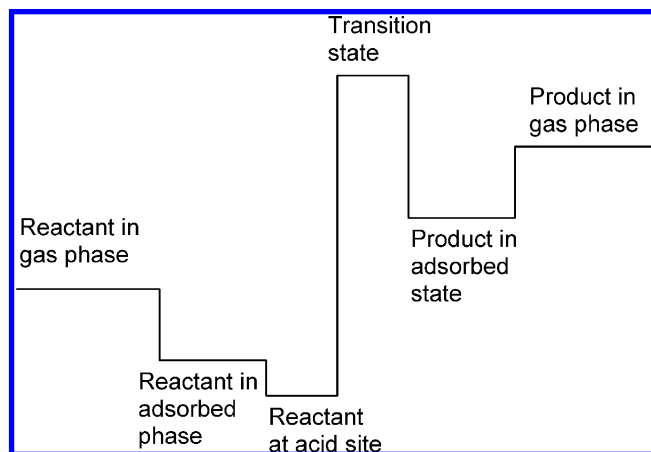 Transition
state
Product in
gas phase
Reactant in
gas phase
Product in
adsorbed
state
Reactant in
adsorbed
phase
Reactant
at acid site